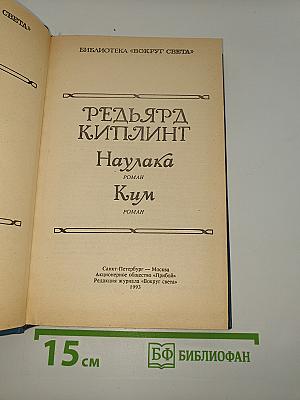 СВЕТА»
БИБЛИОТЕКА «ВОКРУГ СВЕТА»
РЕДЬЯРД
КИПЛИНГ
Наулака
РОМАН
Ким
РОМАН
Санкт-Петербург — Москва
Акционерное общество «Прибой»
Редакция журнала «Вокруг света»
1993
15 см
БФ БИБЛИОФАН